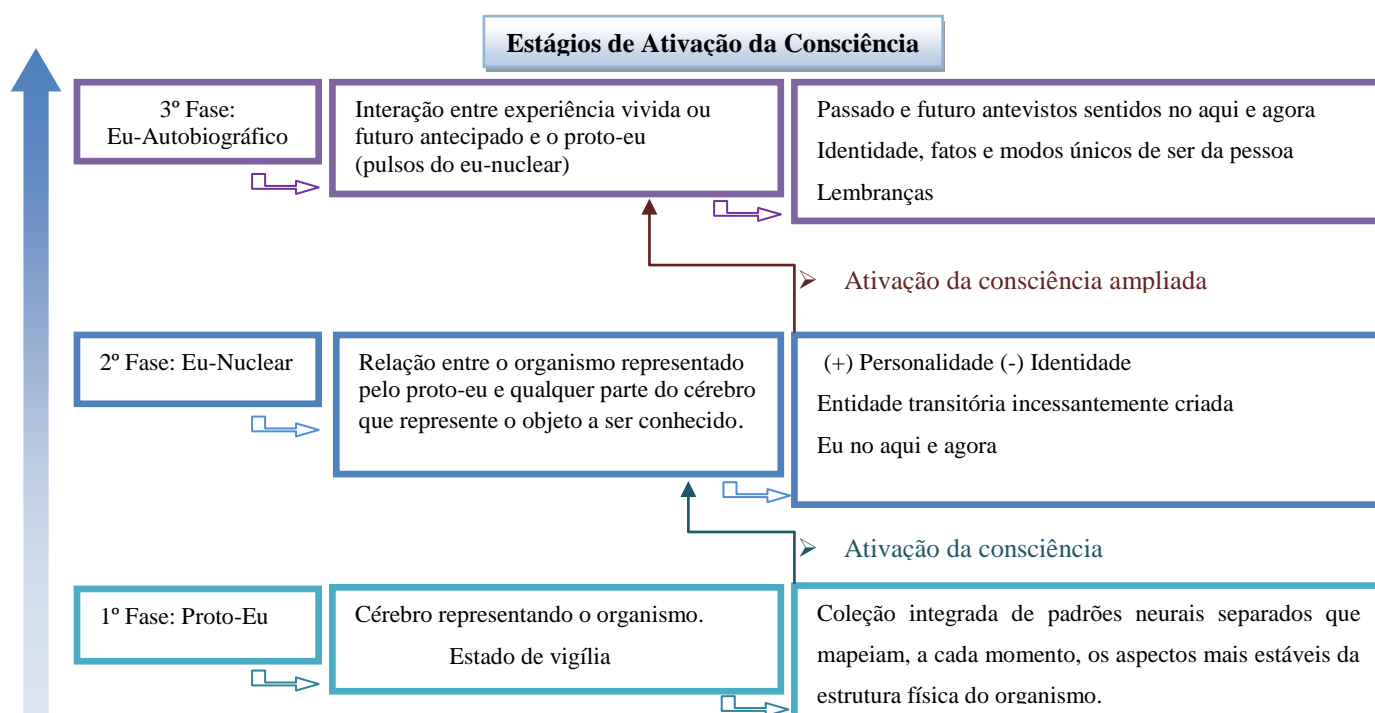 Estágios de Ativação da Consciência
3º Fase:
Eu-Autobiográfico
Interação entre experiência vivida ou
futuro antecipado e o proto-eu
(pulsos do eu-nuclear)
Passado e futuro antevistos sentidos no aqui e agora
Identidade, fatos e modos únicos de ser da pessoa
Lembranças
Ativação da consciência ampliada
2º Fase: Eu-Nuclear
Relação entre o organismo representado
pelo proto-eu e qualquer parte do cérebro
que represente o objeto a ser conhecido.
(+) Personalidade (-) Identidade
Entidade transitória incessantemente criada
Eu no aqui e agora
Ativação da consciência
1º Fase: Proto-Eu
Cérebro representando o organismo.
Estado de vigília
Coleção integrada de padrões neurais separados que
mapeiam, a cada momento, os aspectos mais estáveis da
estrutura física do organismo.